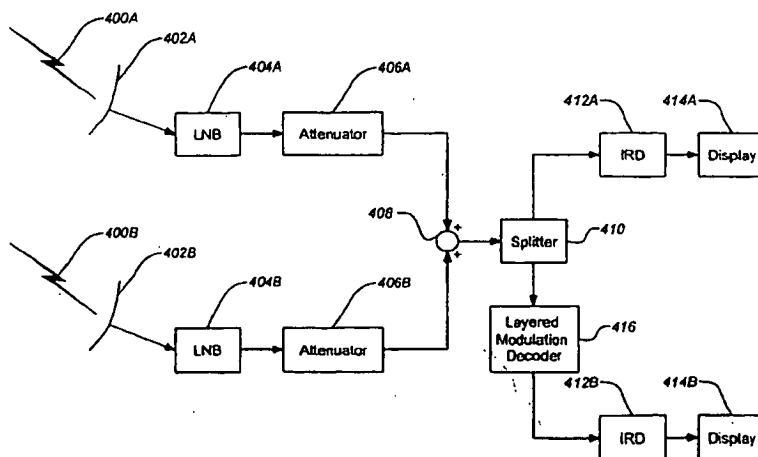 400A
402A
404A
406A
LNB
Attenuator
412A
414A
IRD
Display
408
+
+
Splitter
410
400B
402B
404B
406B
LNB
Attenuator
Layered
Modulation
Decoder
416
412B
414B
IRD
Display